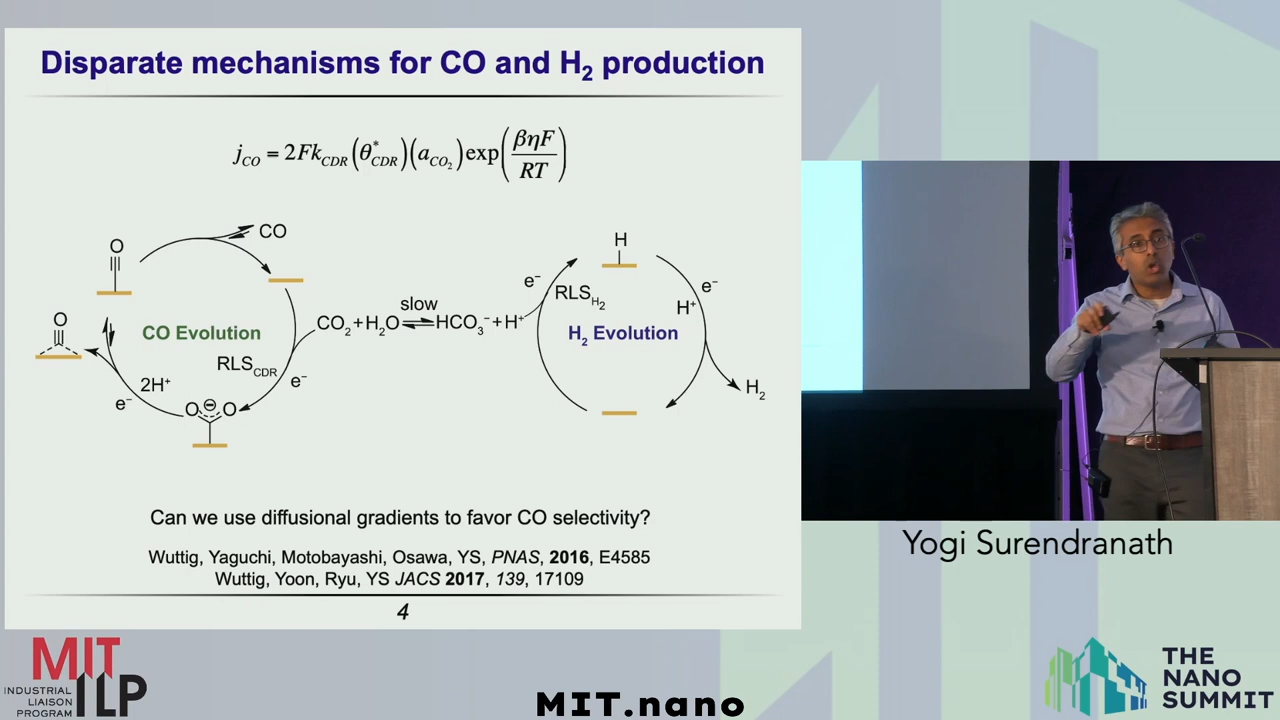 Disparate mechanisms for CO and H₂ production
j_CO = 2Fk_CDR(θ*_CDR)(a_CO₂)exp(βηF/RT)
O
CO
O
CO Evolution
RLS_CDR
2H⁺
e⁻
e⁻
O ⊖ O
slow
CO₂+H₂O ⇌ HCO₃⁻+H⁺
H
e⁻
RLS_H₂
e⁻
H⁺
H₂ Evolution
H₂
Can we use diffusional gradients to favor CO selectivity?
Wuttig, Yaguchi, Motobayashi, Osawa, YS, PNAS, 2016, E4585
Wuttig, Yoon, Ryu, YS JACS 2017, 139, 17109
4
Yogi Surendranath
MIT
INDUSTRIAL
LIAISON
PROGRAM
ILP
MIT.nano
THE
NANO
SUMMIT